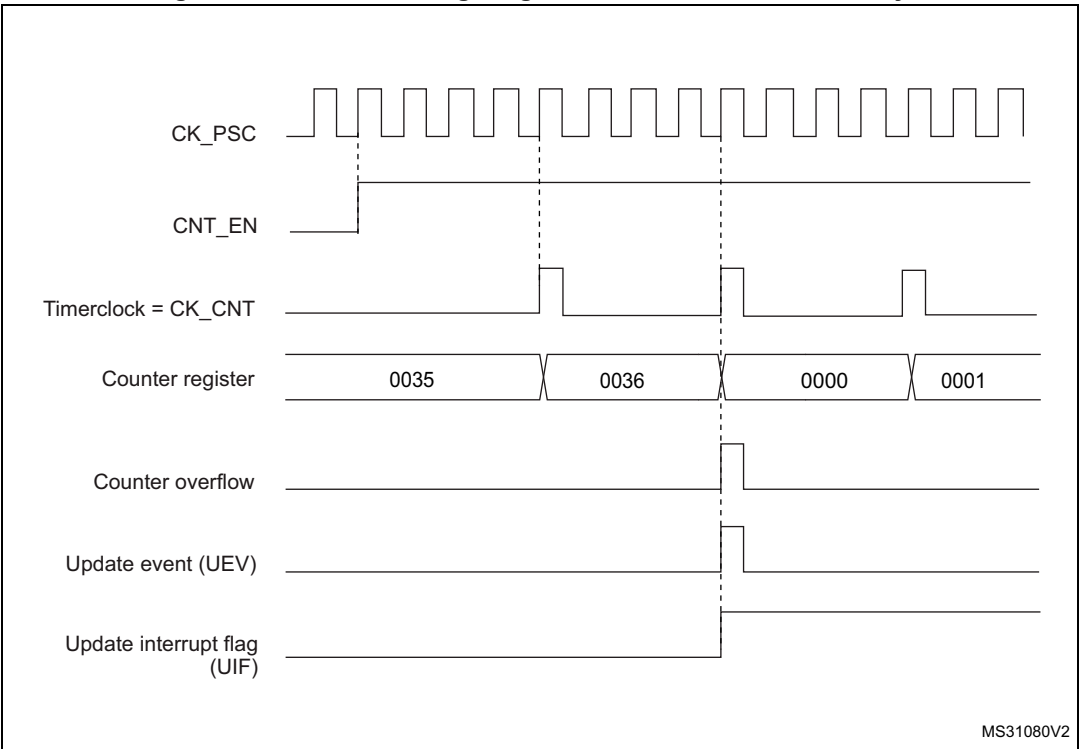 CK_PSC
CNT_EN
Timerclock = CK_CNT
Counter register
0035 0036 0000 0001
Counter overflow
Update event (UEV)
Update interrupt flag
(UIF)
MS31080V2